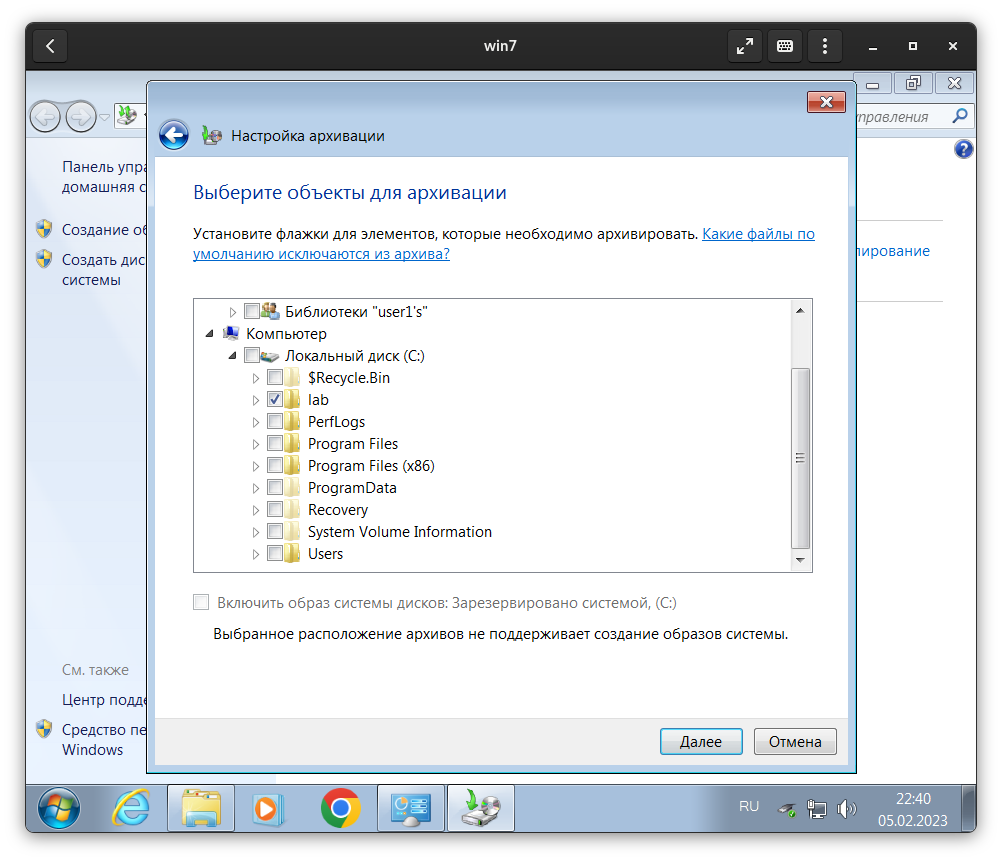 win7
Настройка архивации
Панель упра
домашняя с
Создание об
Создать дис
системы
правления
лирование
Выберите объекты для архивации
Установите флажки для элементов, которые необходимо архивировать. Какие файлы по
умолчанию исключаются из архива?
Библиотеки "user1's"
Компьютер
Локальный диск (C:)
$Recycle.Bin
lab
PerfLogs
Program Files
Program Files (x86)
ProgramData
Recovery
System Volume Information
Users
Включить образ системы дисков: Зарезервировано системой, (C:)
Выбранное расположение архивов не поддерживает создание образов системы.
См. также
Центр подде
Средство пе
Windows
Далее
Отмена
RU
22:40
05.02.2023